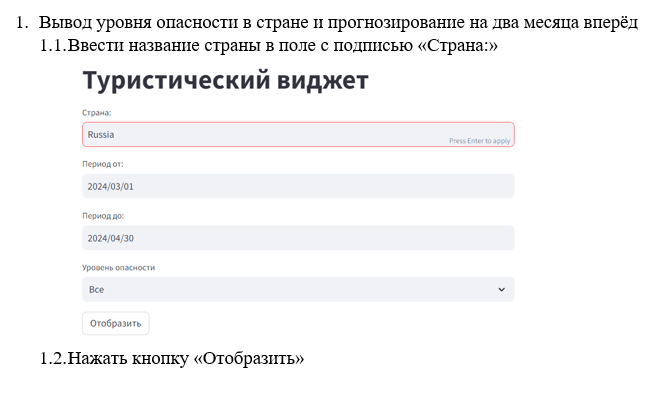 1. Вывод уровня опасности в стране и прогнозирование на два месяца вперёд
1.1.Ввести название страны в поле с подписью «Страна:»
Туристический виджет
Страна:
Russia
Press Enter to apply
Период от:
2024/03/01
Период до:
2024/04/30
Уровень опасности
Все
Отобразить
1.2.Нажать кнопку «Отобразить»